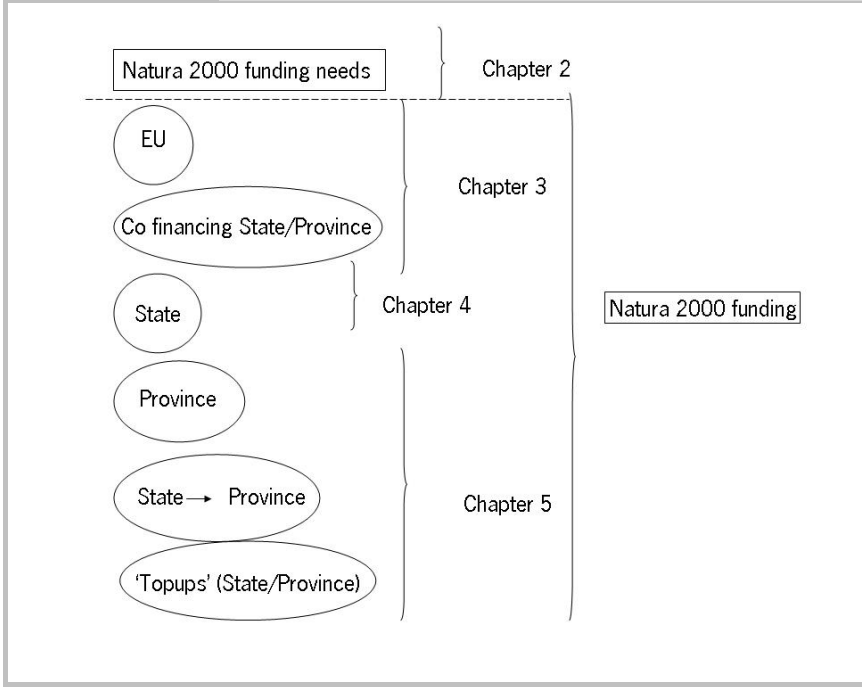 Natura 2000 funding needs
Chapter 2
EU
Chapter 3
Co financing State/Province
State
Chapter 4
Natura 2000 funding
Province
State → Province
Chapter 5
‘Topups’ (State/Province)